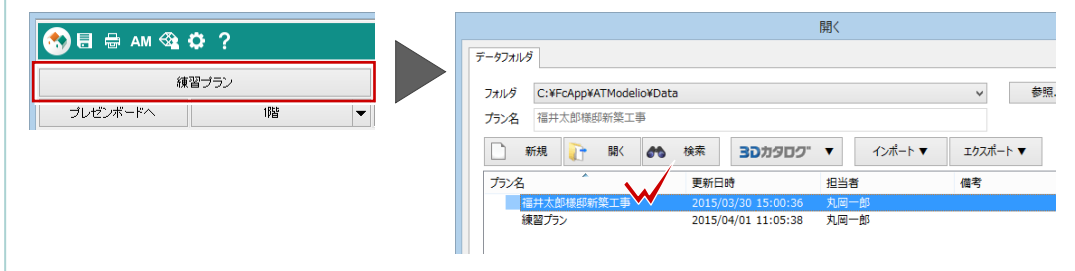 AM ?
練習プラン
プレゼンボードへ 1階 ▼
開く
データフォルダ
フォルダ C:¥FcApp¥ATModelio¥Data 参照
プラン名 福井太郎様邸新築工事
新規 開く 検索 3Dカタログ ▼ インポート ▼ エクスポート ▼
プラン名 更新日時 担当者 備考
福井太郎様邸新築工事 2015/03/30 15:00:36 丸岡一郎
練習プラン 2015/04/01 11:05:38 丸岡一郎